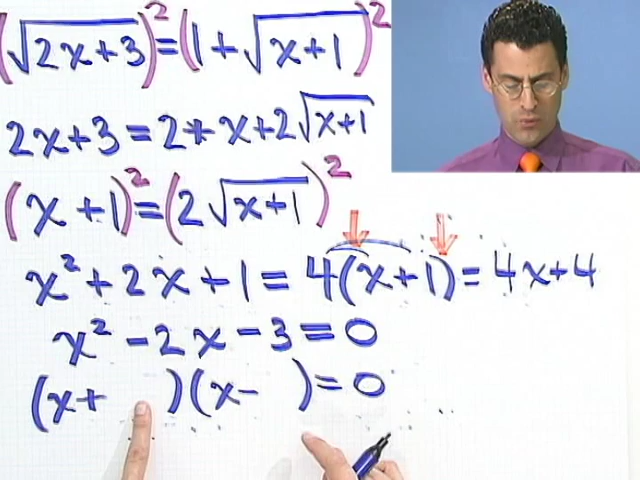 (√(2x+3))² = (1 + √(x+1))²
2x+3 = 2+x+2√(x+1)
(x+1)² = (2√(x+1))²
x² + 2x + 1 = 4(x+1) = 4x+4
x² - 2x - 3 = 0
(x+ )(x- ) = 0